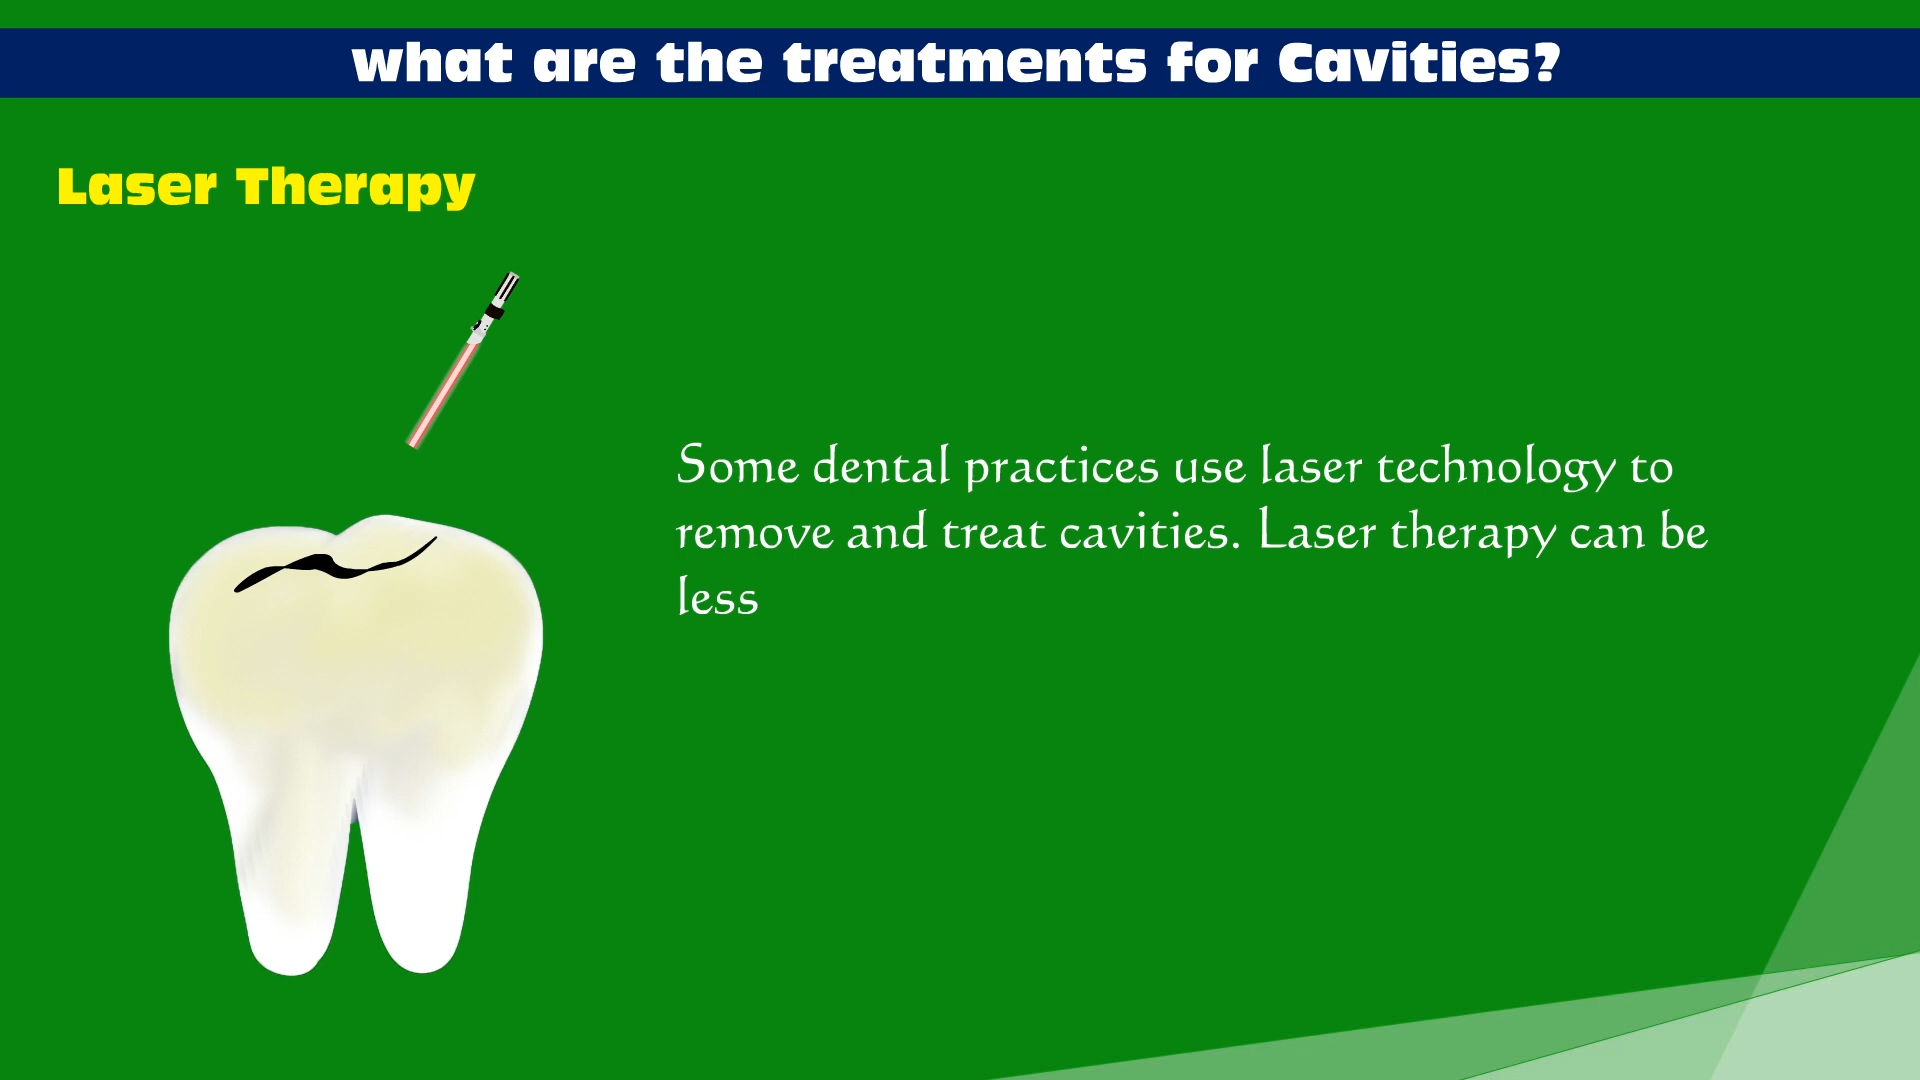 what are the treatments for Cavities?
Laser Therapy
Some dental practices use laser technology to
remove and treat cavities. Laser therapy can be
less